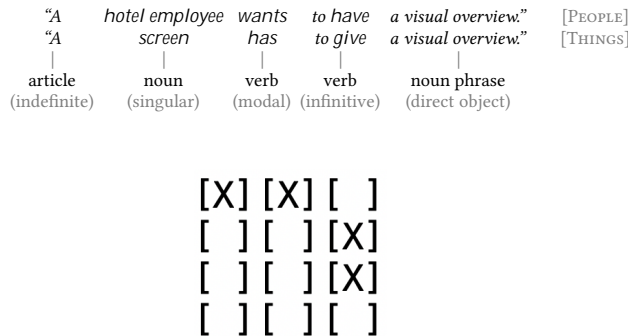 “A hotel employee wants to have a visual overview.” [PEOPLE]
“A screen has to give a visual overview.” [THINGS]
article noun verb verb noun phrase
(indefinite) (singular) (modal) (infinitive) (direct object)
[X] [X] [ ]
[ ] [ ] [X]
[ ] [ ] [X]
[ ] [ ] [ ]